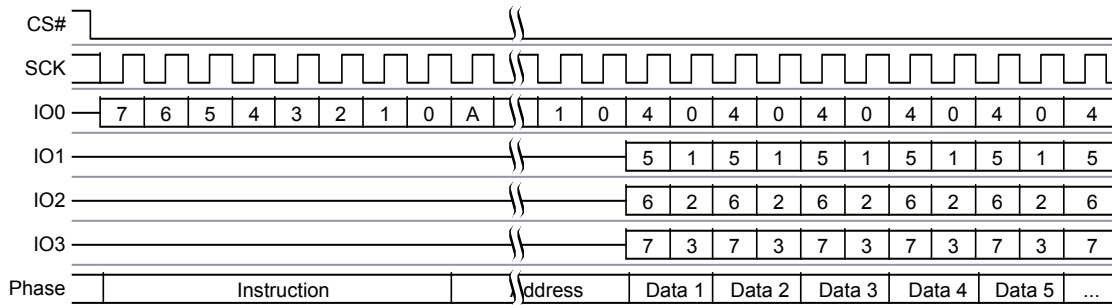 CS#
SCK
IO0 7 6 5 4 3 2 1 0 A 1 0 4 0 4 0 4 0 4 0 4 0 4
IO1 5 1 5 1 5 1 5 1 5 1 5
IO2 6 2 6 2 6 2 6 2 6 2 6
IO3 7 3 7 3 7 3 7 3 7 3 7
Phase Instruction Address Data 1 Data 2 Data 3 Data 4 Data 5 ...